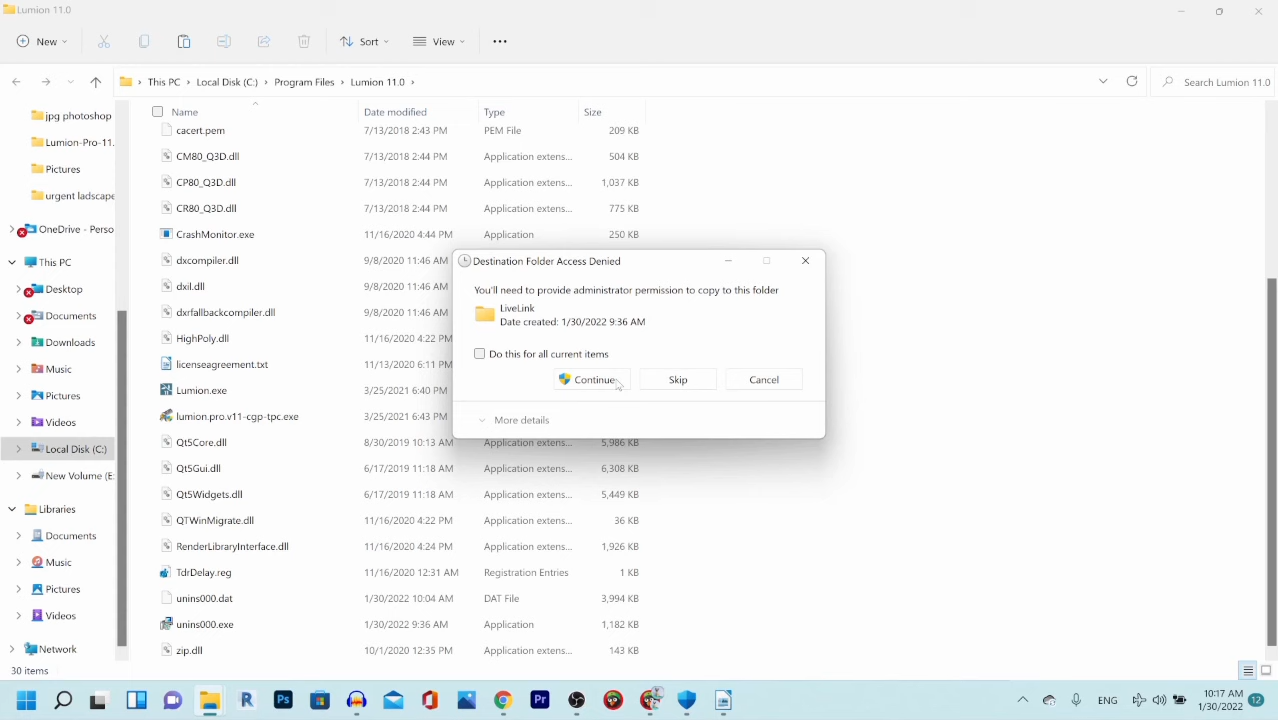 Lumion 11.0
New
Sort
View
This PC
Local Disk (C:)
Program Files
Lumion 11.0
Search Lumion 11.0
jpg photoshop
Lumion-Pro-11.
Pictures
urgent ladscape
OneDrive - Perso
This PC
Desktop
Documents
Downloads
Music
Pictures
Videos
Local Disk (C:)
New Volume (E:
Libraries
Documents
Music
Pictures
Videos
Network
Name Date modified Type Size
cacert.pem 7/13/2018 2:43 PM PEM File 209 KB
CM80_Q3D.dll 7/13/2018 2:44 PM Application extens... 504 KB
CP80_Q3D.dll 7/13/2018 2:44 PM Application extens... 1,037 KB
CR80_Q3D.dll 7/13/2018 2:44 PM Application extens... 775 KB
CrashMonitor.exe 11/16/2020 4:44 PM Application 250 KB
dxcompiler.dll 9/8/2020 11:46 AM
dxil.dll 9/8/2020 11:46 AM
dxrfallbackcompiler.dll 9/8/2020 11:46 AM
HighPoly.dll 11/16/2020 4:22 PM
licenseagreement.txt 11/13/2020 6:11 PM
Lumion.exe 3/25/2021 6:40 PM
lumion.pro.v11-cgp-tpc.exe 3/25/2021 6:43 PM
Qt5Core.dll 8/30/2019 10:13 AM Application extens... 5,986 KB
Qt5Gui.dll 6/17/2019 11:18 AM Application extens... 6,308 KB
Qt5Widgets.dll 6/17/2019 11:18 AM Application extens... 5,449 KB
QTWinMigrate.dll 11/16/2020 4:22 PM Application extens... 36 KB
RenderLibraryInterface.dll 11/16/2020 4:24 PM Application extens... 1,926 KB
TdrDelay.reg 11/16/2020 12:31 AM Registration Entries 1 KB
unins000.dat 1/30/2022 10:04 AM DAT File 3,994 KB
unins000.exe 1/30/2022 9:36 AM Application 1,182 KB
zip.dll 10/1/2020 12:35 PM Application extens... 143 KB
Destination Folder Access Denied
You'll need to provide administrator permission to copy to this folder
LiveLink
Date created: 1/30/2022 9:36 AM
Do this for all current items
Continue
Skip
Cancel
More details
30 items
R
Ps
Pr
ENG
10:17 AM
1/30/2022
12